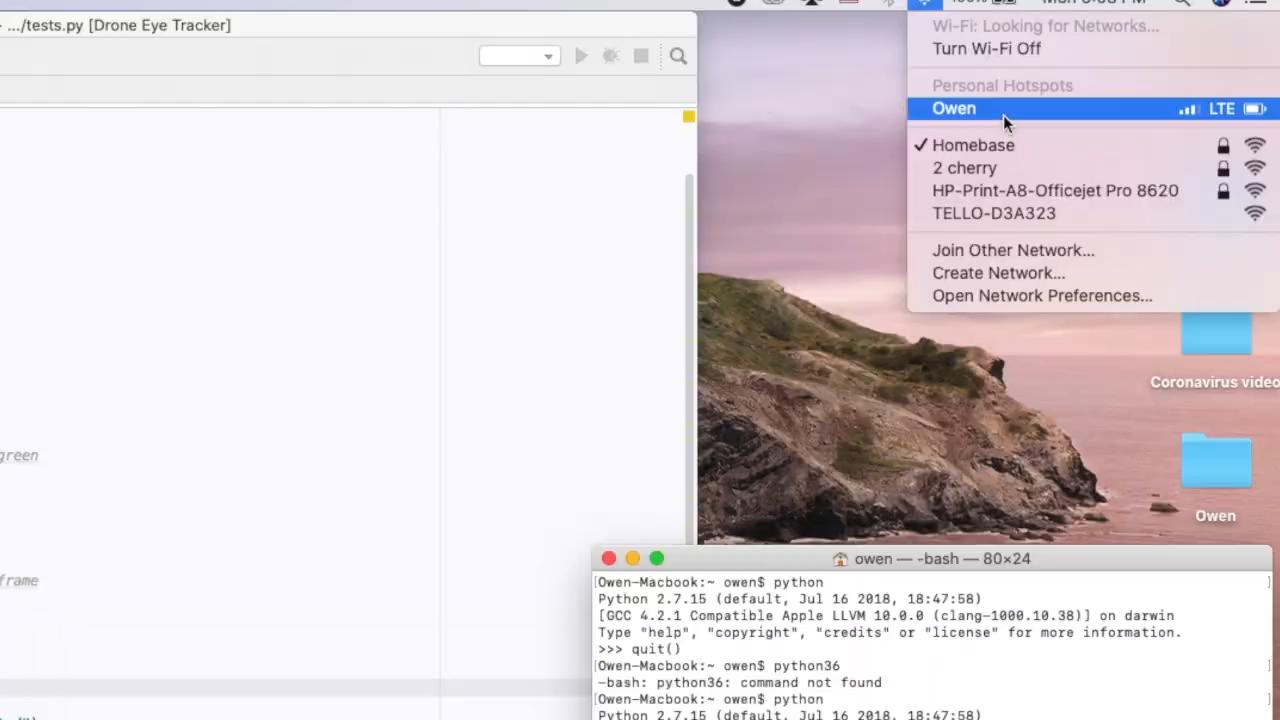 .../tests.py [Drone Eye Tracker]
Wi-Fi: Looking for Networks...
Turn Wi-Fi Off
Personal Hotspots
Owen LTE
Homebase
2 cherry
HP-Print-A8-Officejet Pro 8620
TELLO-D3A323
Join Other Network...
Create Network...
Open Network Preferences...
Coronavirus video
green
Owen
frame
owen — -bash — 80×24
[Owen-Macbook:~ owen$ python ]
Python 2.7.15 (default, Jul 16 2018, 18:47:58)
[GCC 4.2.1 Compatible Apple LLVM 10.0.0 (clang-1000.10.38)] on darwin
Type "help", "copyright", "credits" or "license" for more information.
>>> quit()
[Owen-Macbook:~ owen$ python36 ]
-bash: python36: command not found
[Owen-Macbook:~ owen$ python ]
Python 2.7.15 (default, Jul 16 2018, 18:47:58)